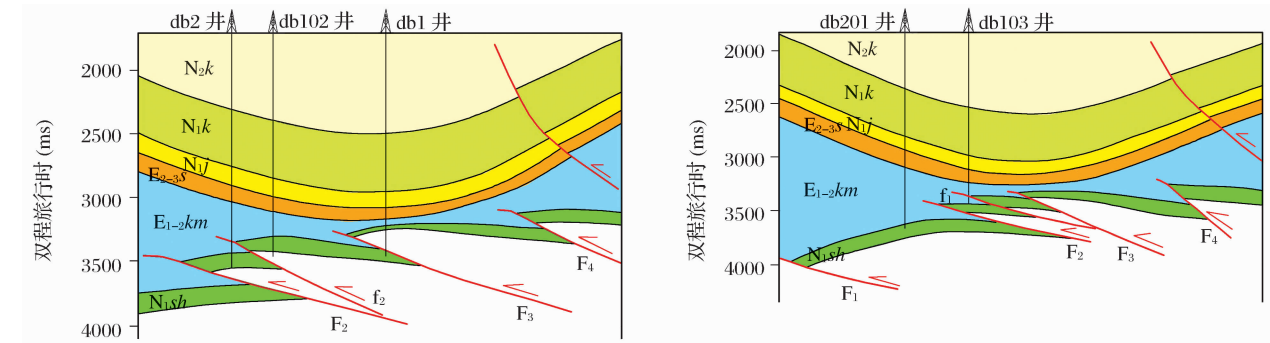 db2 井 db102 井 db1 井
2000
2500
3000
3500
4000
双程旅行时 (ms)
N₂k
N₁k
N₁j
E₂₋₃s
E₁₋₂km
N₁sh
F₂
f₂
F₃
F₄
db201 井 db103 井
2000
2500
3000
3500
4000
双程旅行时 (ms)
N₂k
N₁k
E₂₋₃s N₁j
E₁₋₂km
f₁
N₁sh
F₁
F₂
F₃
F₄